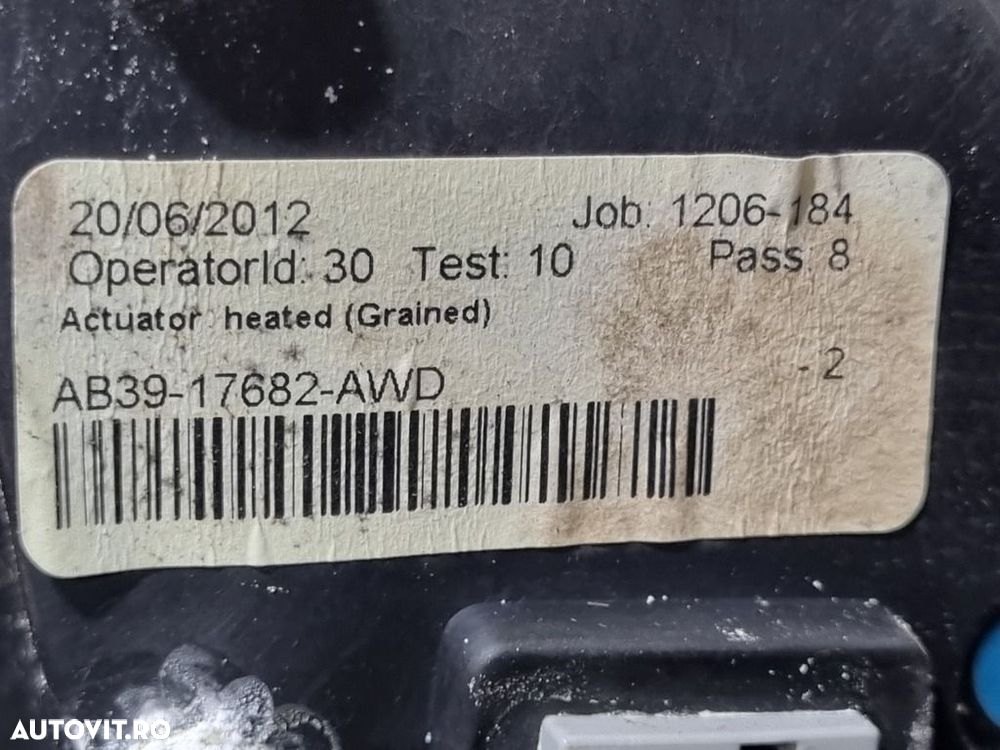 20/06/2012 Job: 1206-184
OperatorId: 30 Test: 10 Pass: 8
Actuator: heated (Grained)
- 2
AB39-17682-AWD
AUTOVIT.RO